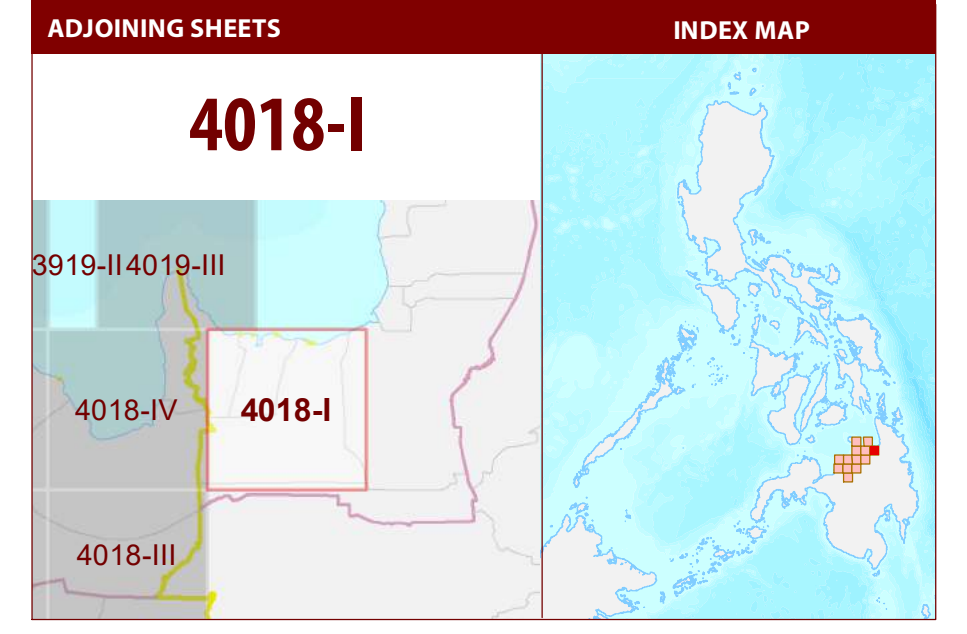 ADJOINING SHEETS
INDEX MAP
4018-I
3919-II 4019-III
4018-IV
4018-I
4018-III